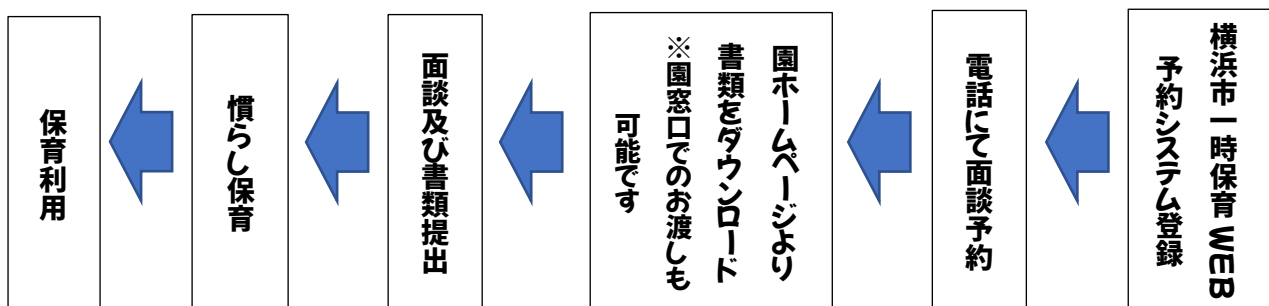 横浜市一時保育 WEB
予約システム登録
電話にて面談予約
園ホームページより
書類をダウンロード
※園窓口でのお渡しも
可能です
面談及び書類提出
慣らし保育
保育利用